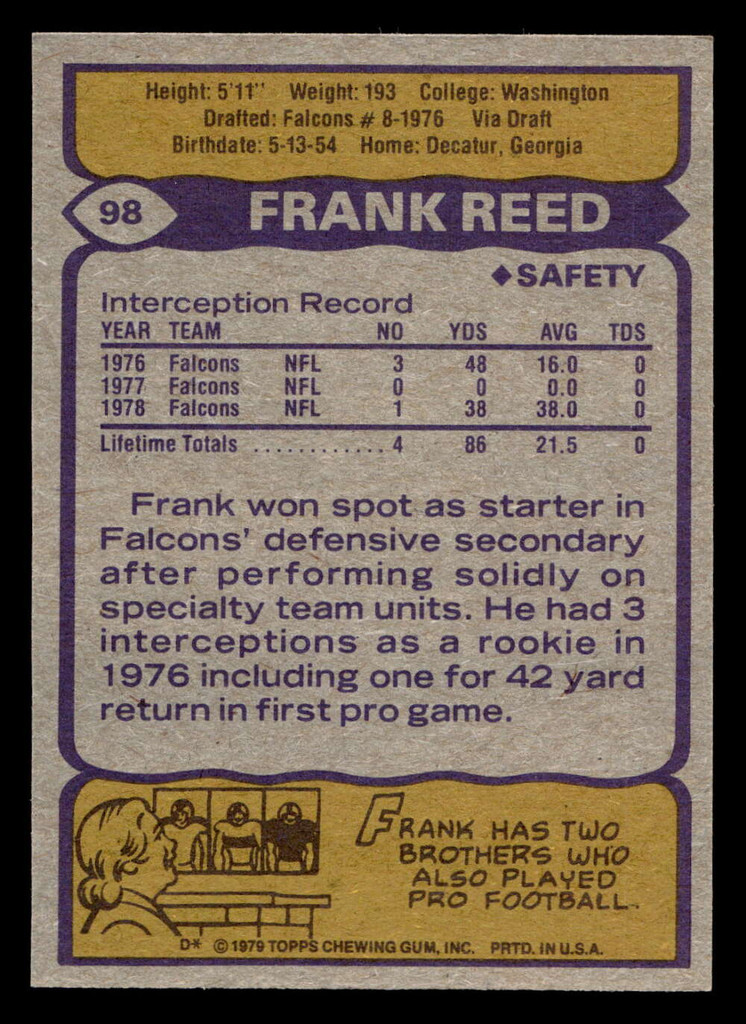 Height: 5'11" Weight: 193 College: Washington
Drafted: Falcons # 8-1976 Via Draft
Birthdate: 5-13-54 Home: Decatur, Georgia
98 FRANK REED
◆SAFETY
Interception Record
YEAR TEAM NO YDS AVG TDS
1976 Falcons NFL 3 48 16.0 0
1977 Falcons NFL 0 0 0.0 0
1978 Falcons NFL 1 38 38.0 0
Lifetime Totals ............ 4 86 21.5 0
Frank won spot as starter in
Falcons' defensive secondary
after performing solidly on
specialty team units. He had 3
interceptions as a rookie in
1976 including one for 42 yard
return in first pro game.
FRANK HAS TWO
BROTHERS WHO
ALSO PLAYED
PRO FOOTBALL.
D* © 1979 TOPPS CHEWING GUM, INC. PRTD. IN U.S.A.